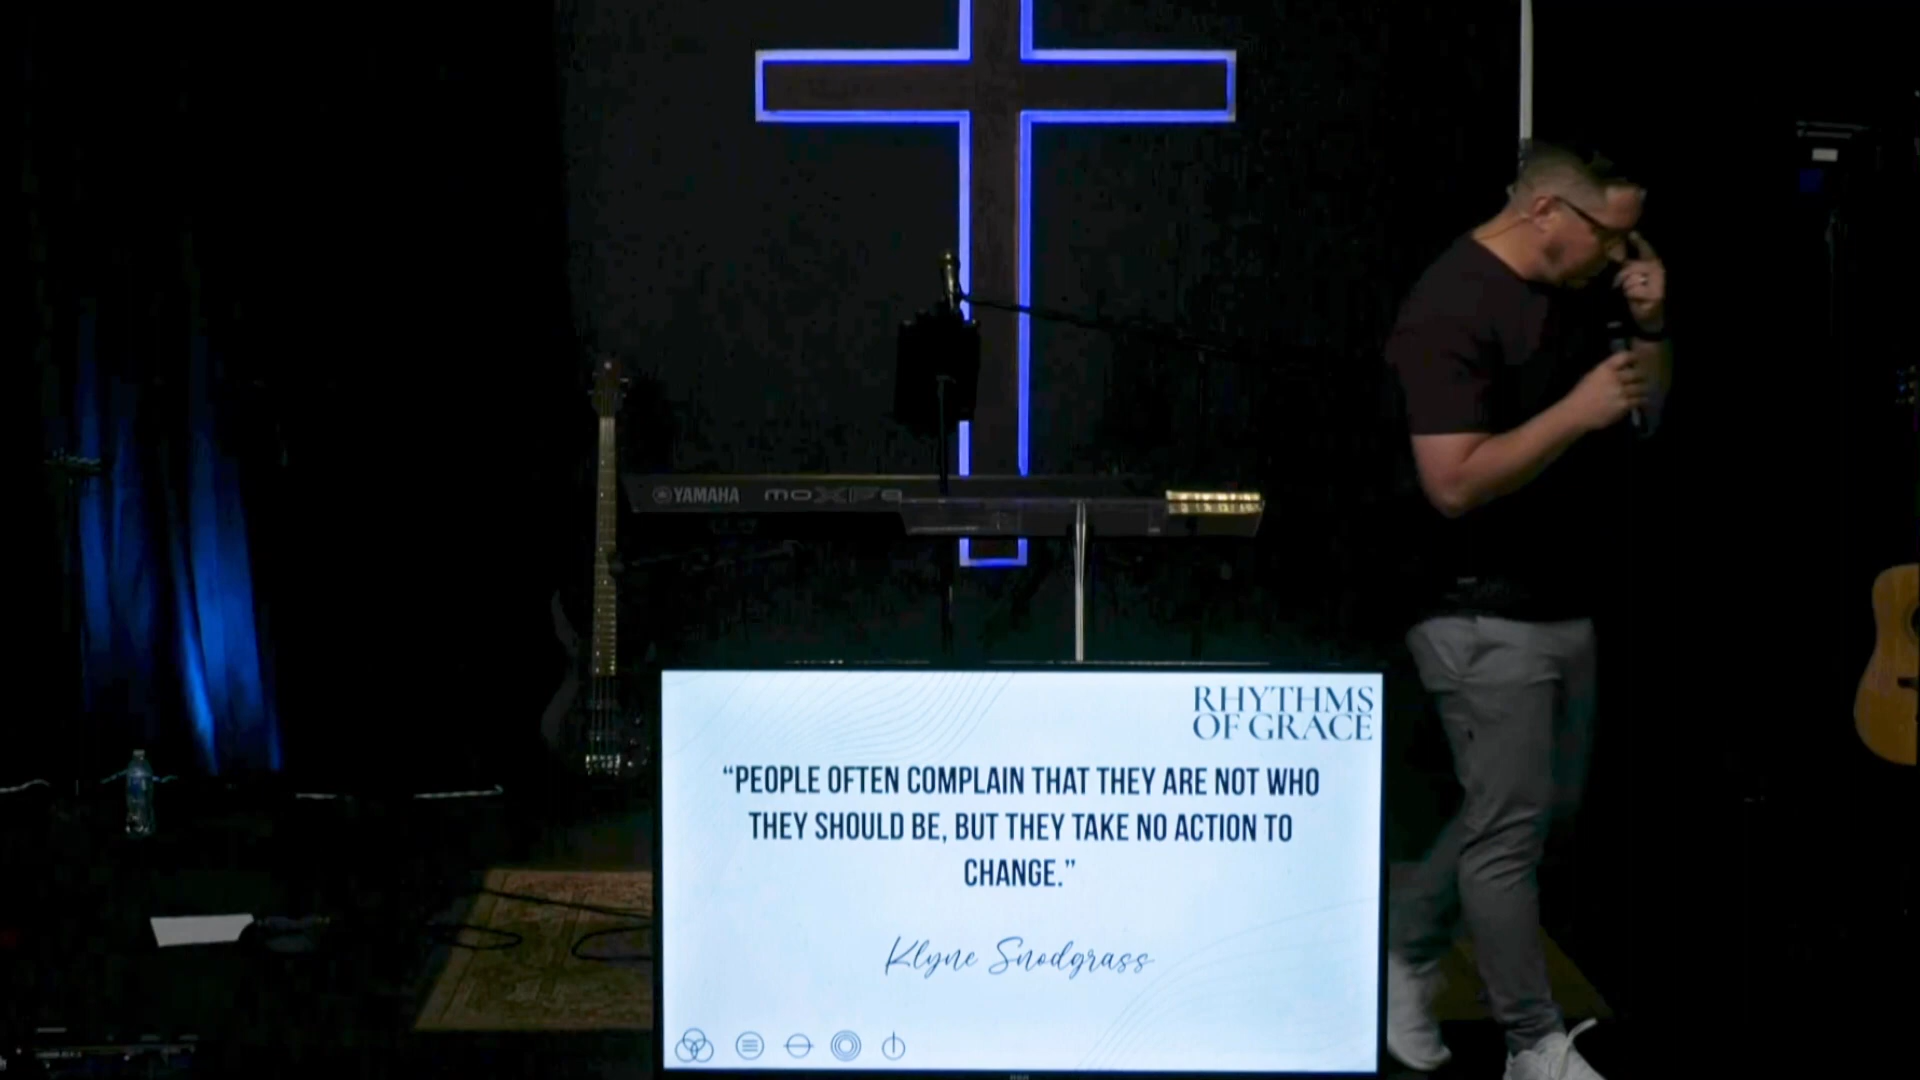 YAMAHA MOXF8
RHYTHMS
OF GRACE
“PEOPLE OFTEN COMPLAIN THAT THEY ARE NOT WHO
THEY SHOULD BE, BUT THEY TAKE NO ACTION TO
CHANGE.”
Klyne Snodgrass